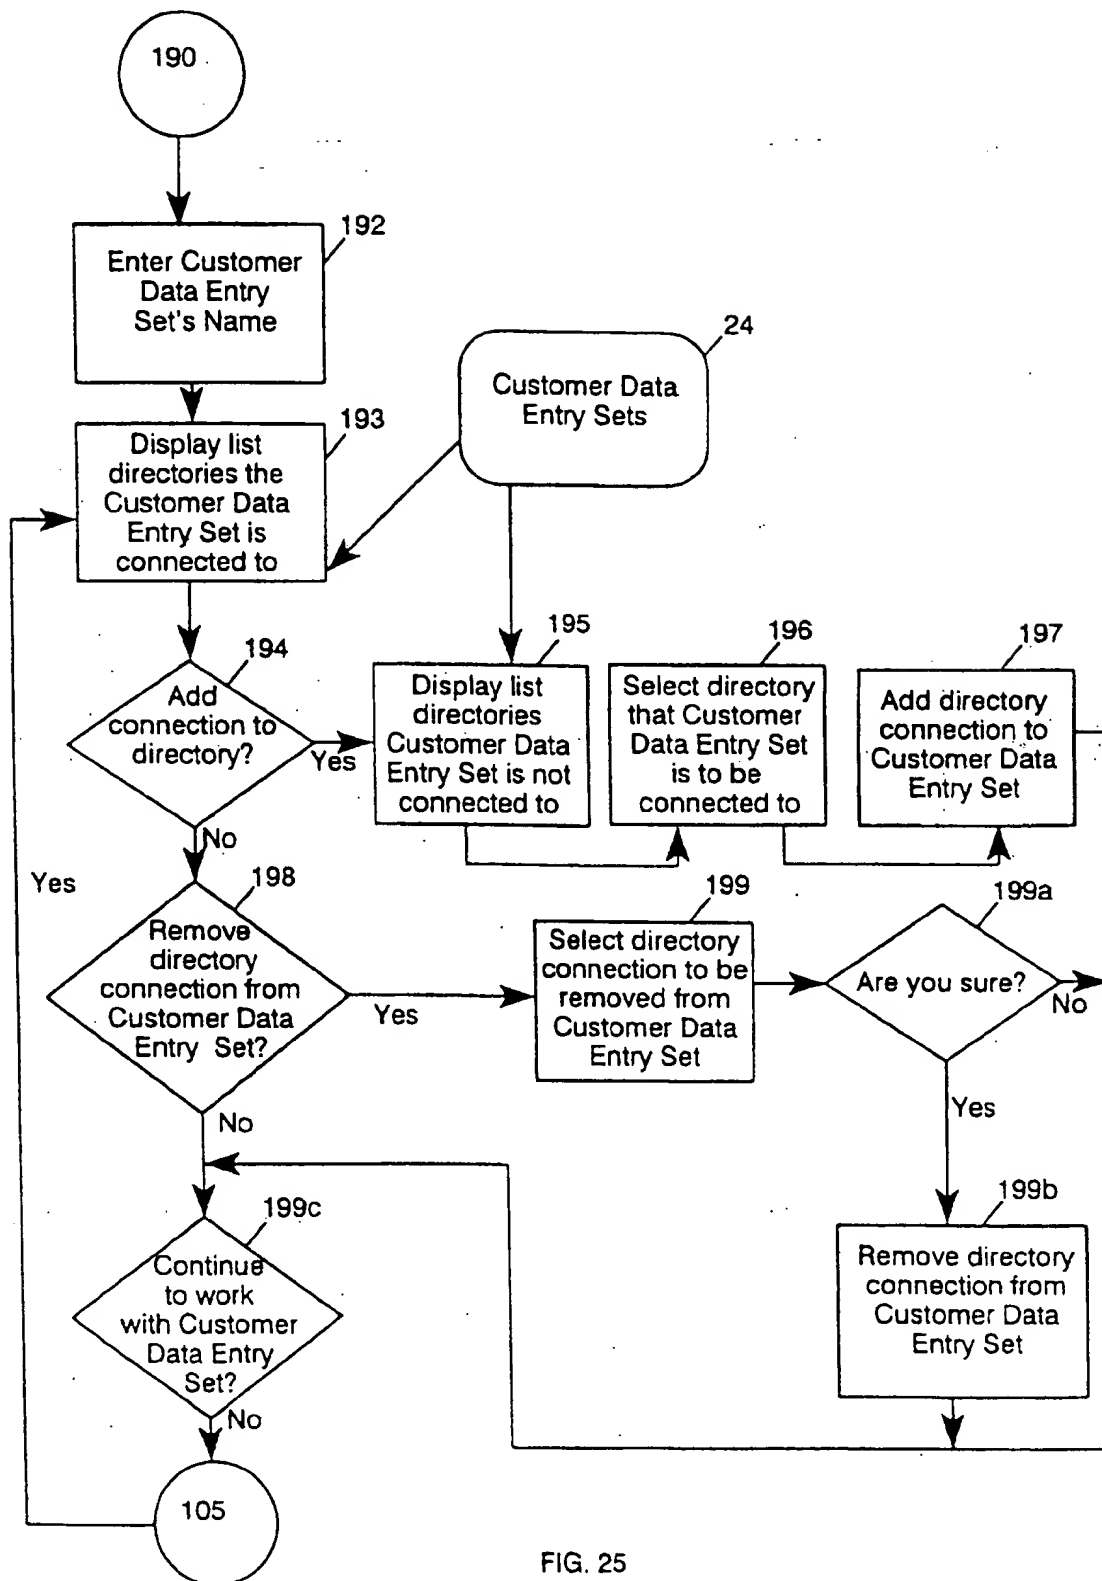 190
192
Enter Customer
Data Entry
Set's Name
24
Customer Data
Entry Sets
193
Display list
directories the
Customer Data
Entry Set is
connected to
194
Add
connection to
directory?
Yes
No
195
Display list
directories
Customer Data
Entry Set is not
connected to
196
Select directory
that Customer
Data Entry Set
is to be
connected to
197
Add directory
connection to
Customer Data
Entry Set
Yes
198
Remove
directory
connection from
Customer Data
Entry Set?
Yes
No
199
Select directory
connection to be
removed from
Customer Data
Entry Set
199a
Are you sure?
No
Yes
199b
Remove directory
connection from
Customer Data
Entry Set
199c
Continue
to work
with Customer
Data Entry
Set?
No
105
FIG. 25